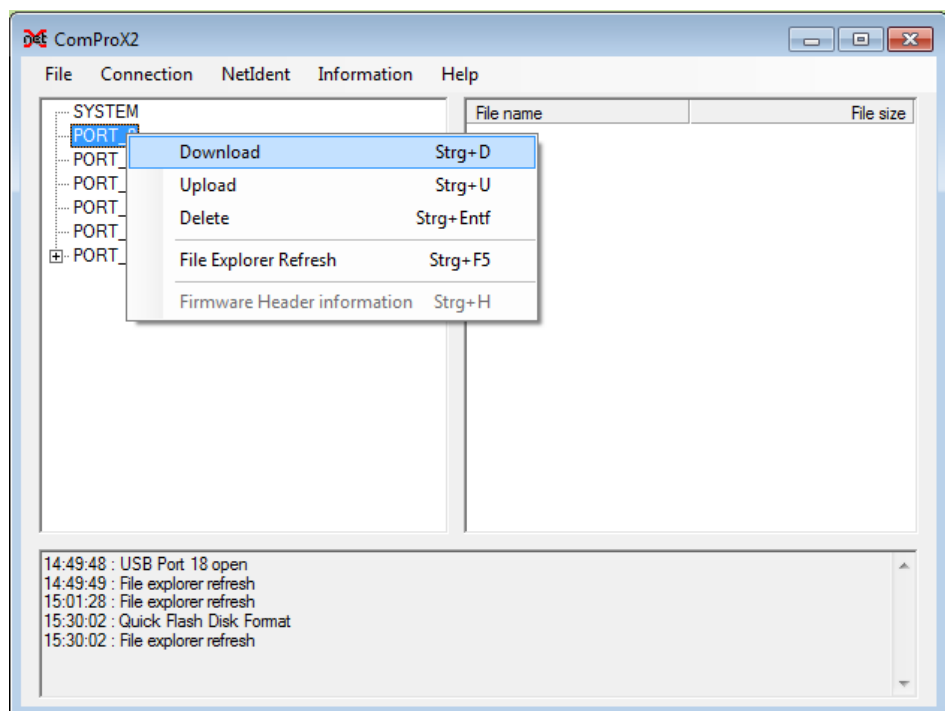 net ComProX2
File Connection NetIdent Information Help
SYSTEM
PORT_
PORT_
PORT_
PORT_
PORT_
PORT_
Download Strg+D
Upload Strg+U
Delete Strg+Entf
File Explorer Refresh Strg+F5
Firmware Header information Strg+H
File name File size
14:49:48 : USB Port 18 open
14:49:49 : File explorer refresh
15:01:28 : File explorer refresh
15:30:02 : Quick Flash Disk Format
15:30:02 : File explorer refresh